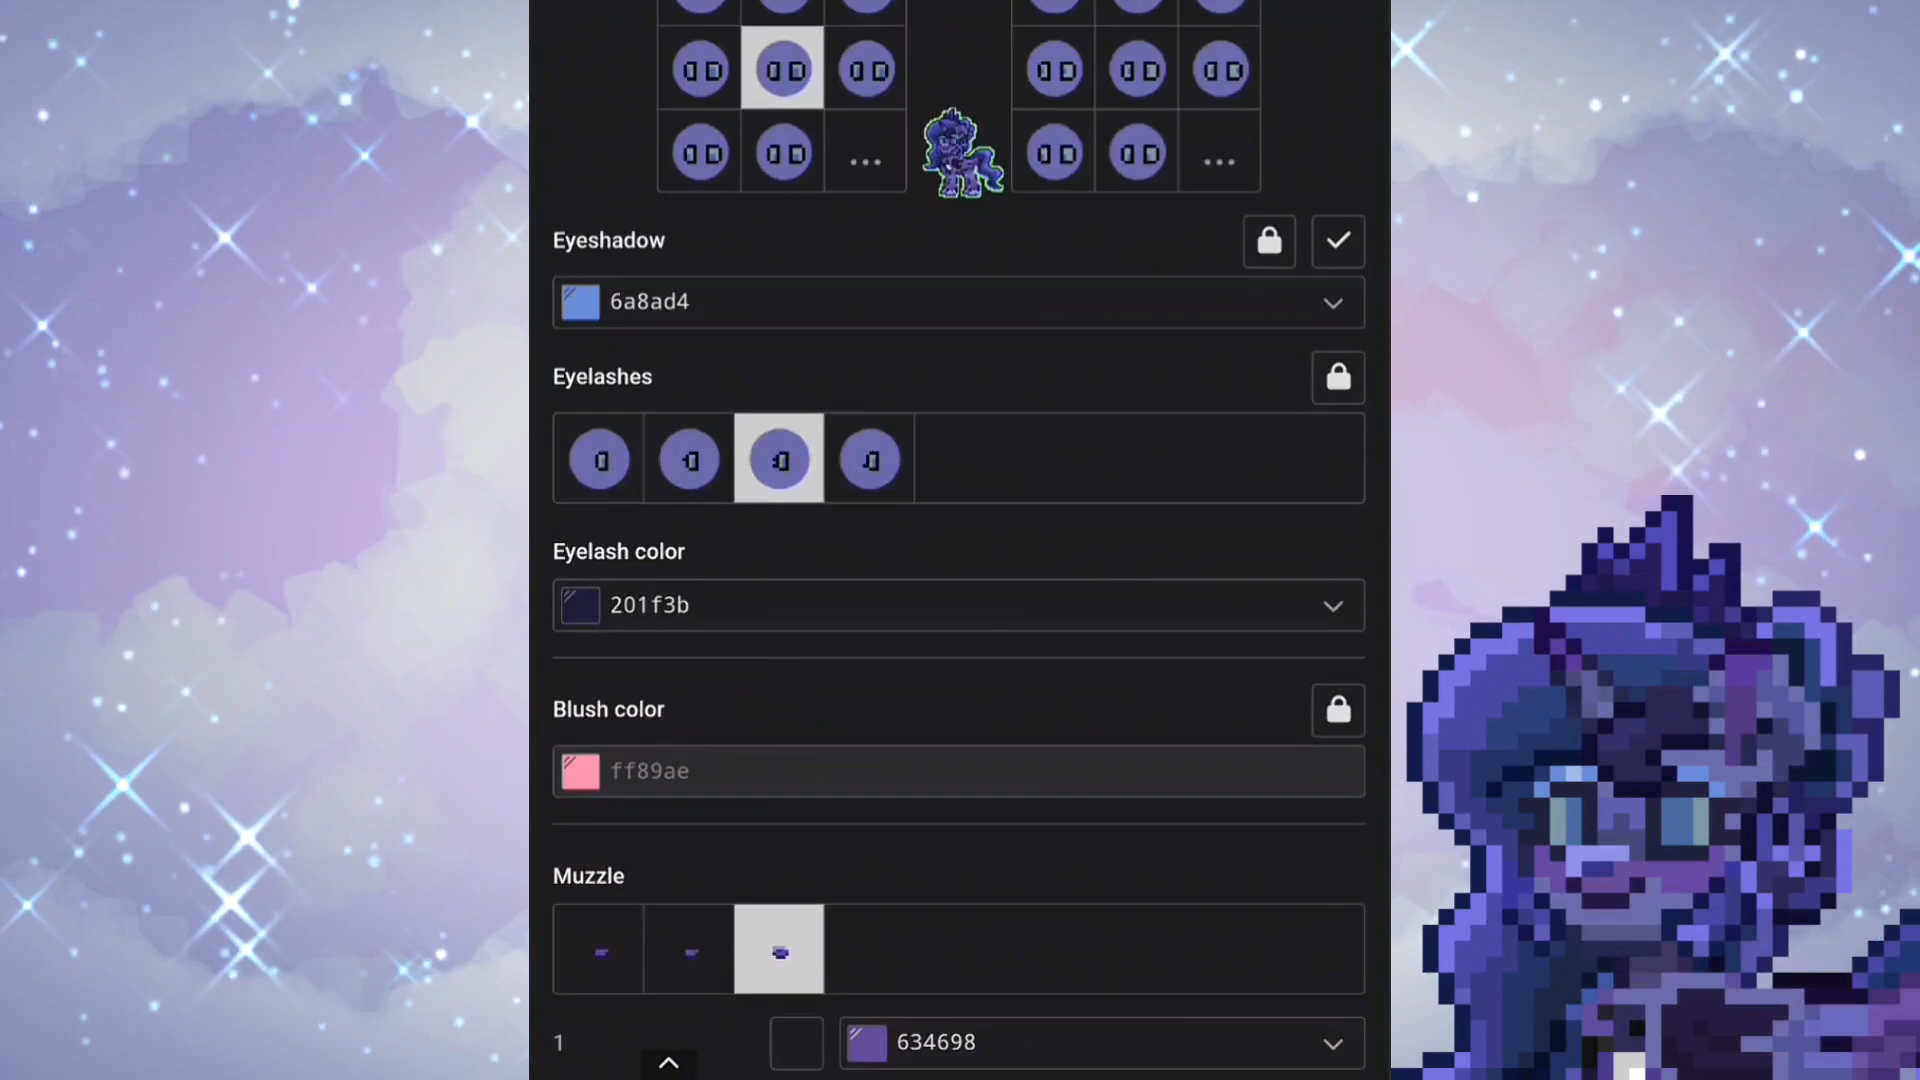 ...
...
Eyeshadow
6a8ad4
Eyelashes
Eyelash color
201f3b
Blush color
ff89ae
Muzzle
1
634698